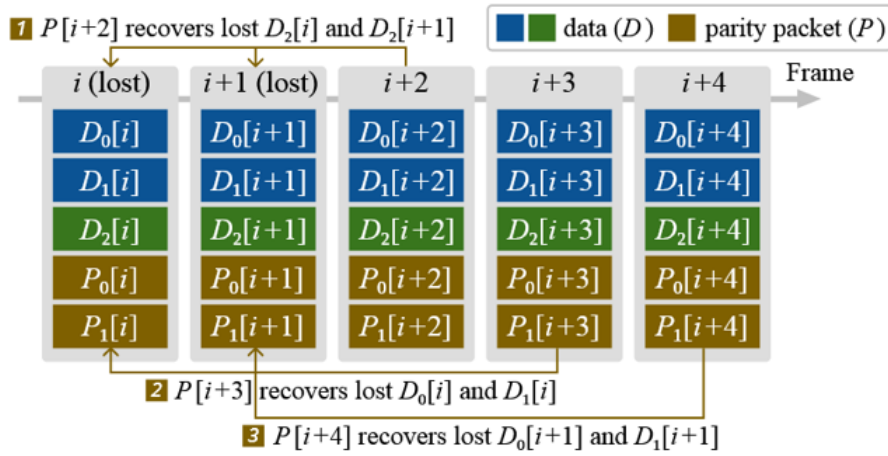 1 P[i+2] recovers lost D₂[i] and D₂[i+1]
data (D) parity packet (P)
i (lost) i+1 (lost) i+2 i+3 i+4 Frame
D₀[i] D₀[i+1] D₀[i+2] D₀[i+3] D₀[i+4]
D₁[i] D₁[i+1] D₁[i+2] D₁[i+3] D₁[i+4]
D₂[i] D₂[i+1] D₂[i+2] D₂[i+3] D₂[i+4]
P₀[i] P₀[i+1] P₀[i+2] P₀[i+3] P₀[i+4]
P₁[i] P₁[i+1] P₁[i+2] P₁[i+3] P₁[i+4]
2 P[i+3] recovers lost D₀[i] and D₁[i]
3 P[i+4] recovers lost D₀[i+1] and D₁[i+1]